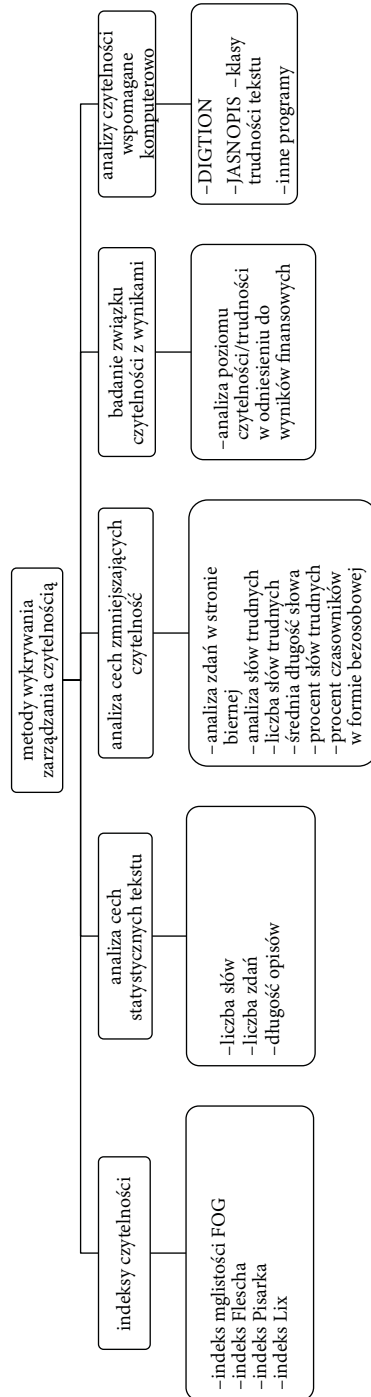 metody wykrywania
zarządzania czytelnością
indeksy czytelności
–indeks mglistości FOG
–indeks Flescha
–indeks Pisarka
–indeks Lix
analiza cech
statystycznych tekstu
–liczba słów
–liczba zdań
–długość opisów
analiza cech zmniejszających
czytelność
–analiza zdań w stronie
biernej
–analiza słów trudnych
–liczba słów trudnych
–średnia długość słowa
–procent słów trudnych
–procent czasowników
w formie bezosobowej
badanie związku
czytelności z wynikami
–analiza poziomu
czytelności/trudności
w odniesieniu do
wyników finansowych
analizy czytelności
wspomagane
komputerowo
–DIGTION
–JASNOPIS –klasy
trudności tekstu
–inne programy